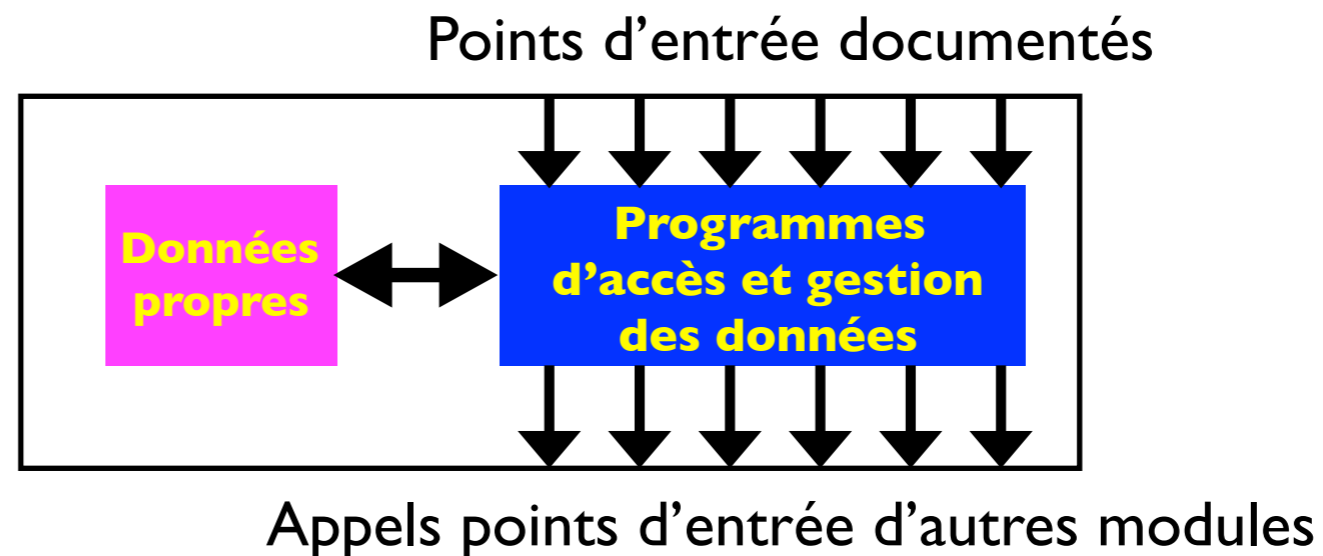 Points d’entrée documentés
Données
propres
Programmes
d’accès et gestion
des données
Appels points d’entrée d’autres modules